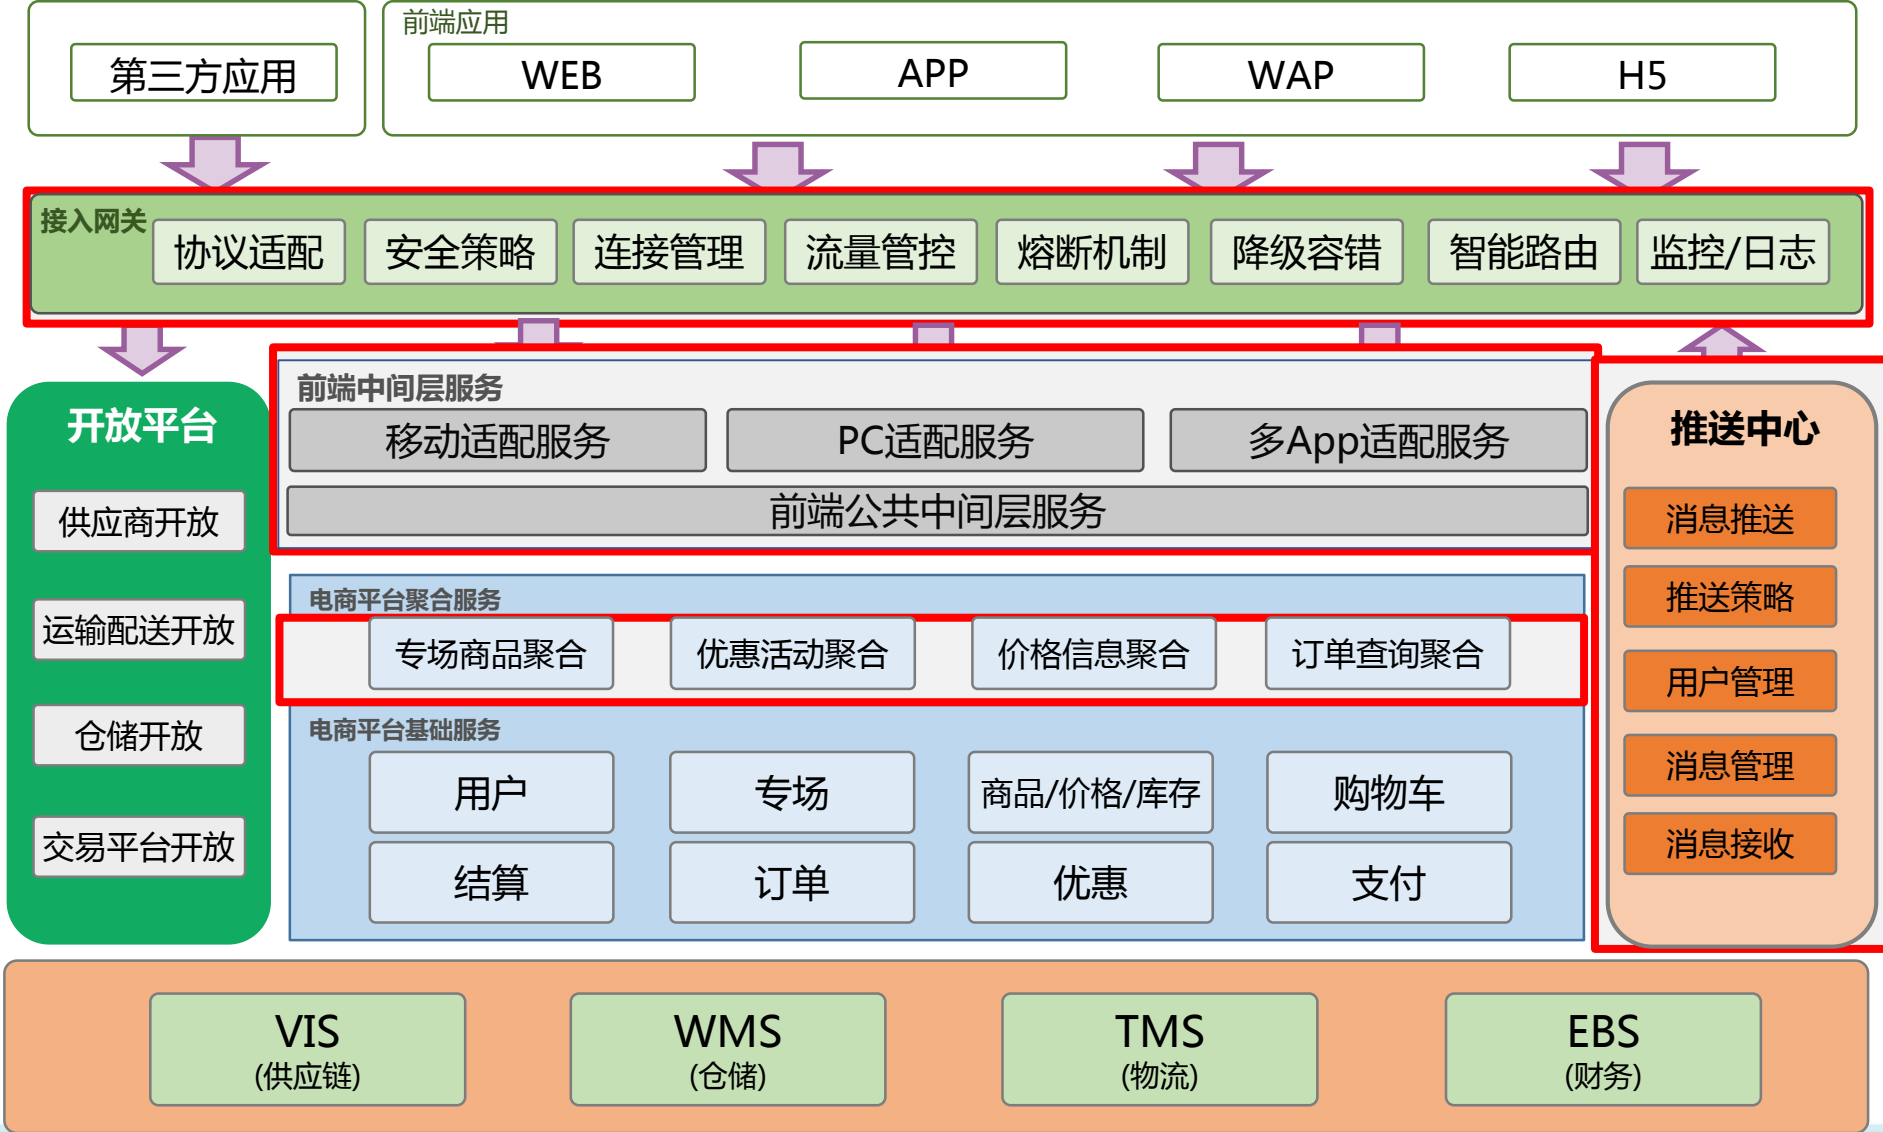 前端应用
第三方应用
WEB
APP
WAP
H5
接入网关
协议适配
安全策略
连接管理
流量管控
熔断机制
降级容错
智能路由
监控/日志
开放平台
供应商开放
运输配送开放
仓储开放
交易平台开放
前端中间层服务
移动适配服务
PC适配服务
多App适配服务
前端公共中间层服务
电商平台聚合服务
专场商品聚合
优惠活动聚合
价格信息聚合
订单查询聚合
电商平台基础服务
用户
专场
商品/价格/库存
购物车
结算
订单
优惠
支付
推送中心
消息推送
推送策略
用户管理
消息管理
消息接收
VIS
(供应链)
WMS
(仓储)
TMS
(物流)
EBS
(财务)